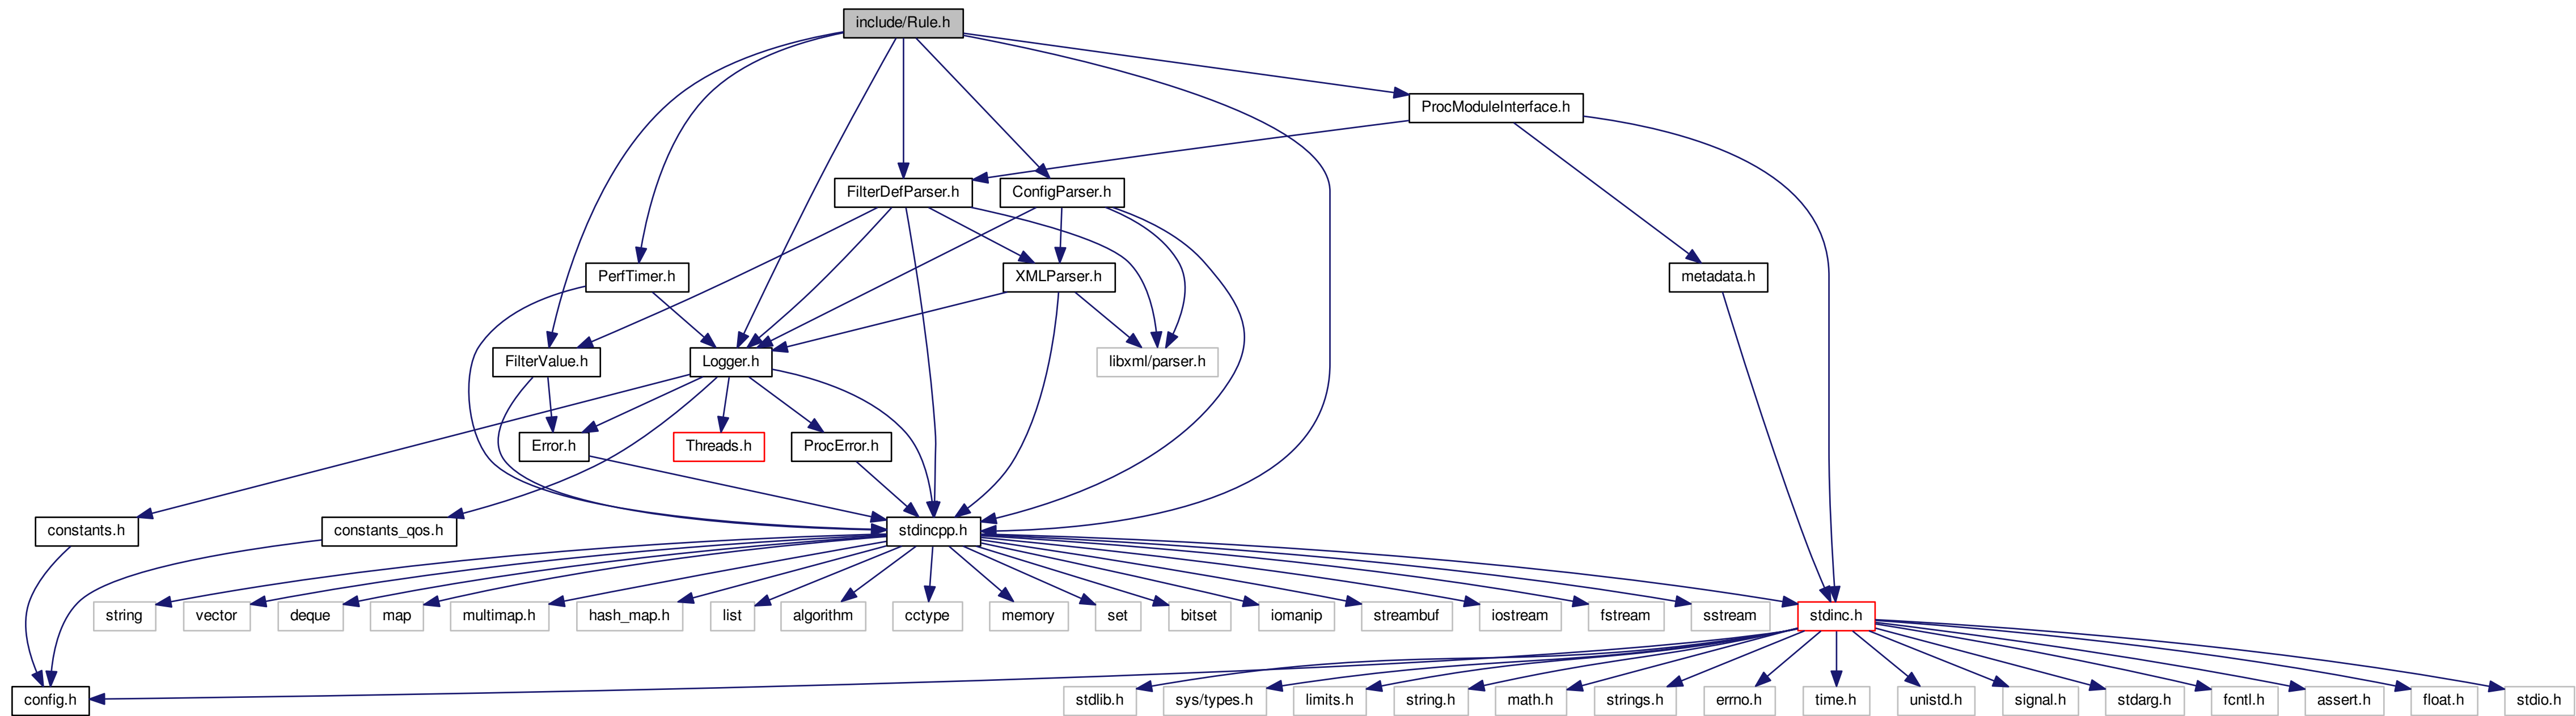 include/Rule.h
ProcModuleInterface.h
FilterDefParser.h
ConfigParser.h
PerfTimer.h
XMLParser.h
metadata.h
FilterValue.h
Logger.h
libxml/parser.h
Error.h
Threads.h
ProcError.h
constants.h
constants_qos.h
stdincpp.h
string
vector
deque
map
multimap.h
hash_map.h
list
algorithm
cctype
memory
set
bitset
iomanip
streambuf
iostream
fstream
sstream
stdinc.h
config.h
stdlib.h
sys/types.h
limits.h
string.h
math.h
strings.h
errno.h
time.h
unistd.h
signal.h
stdarg.h
fcntl.h
assert.h
float.h
stdio.h